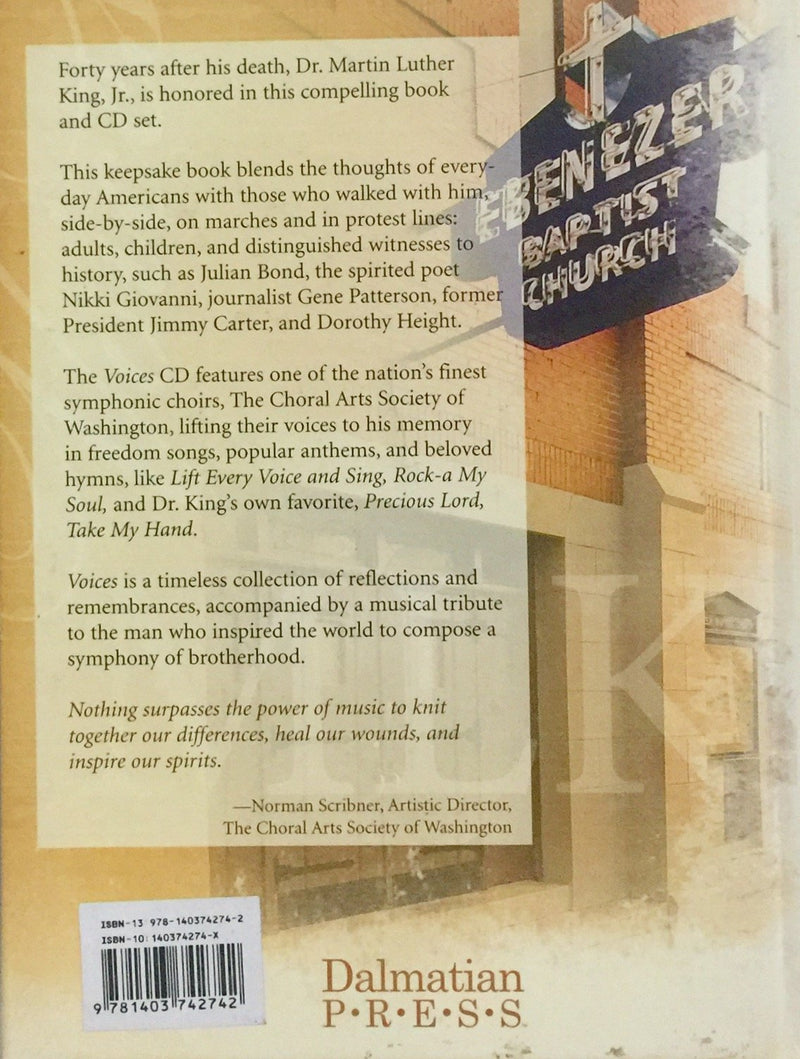 Forty years after his death, Dr. Martin Luther
King, Jr., is honored in this compelling book
and CD set.
This keepsake book blends the thoughts of every-
day Americans with those who walked with him,
side-by-side, on marches and in protest lines:
adults, children, and distinguished witnesses to
history, such as Julian Bond, the spirited poet
Nikki Giovanni, journalist Gene Patterson, former
President Jimmy Carter, and Dorothy Height.
The Voices CD features one of the nation's finest
symphonic choirs, The Choral Arts Society of
Washington, lifting their voices to his memory
in freedom songs, popular anthems, and beloved
hymns, like Lift Every Voice and Sing, Rock-a My
Soul, and Dr. King's own favorite, Precious Lord,
Take My Hand.
Voices is a timeless collection of reflections and
remembrances, accompanied by a musical tribute
to the man who inspired the world to compose a
symphony of brotherhood.
Nothing surpasses the power of music to knit
together our differences, heal our wounds, and
inspire our spirits.
—Norman Scribner, Artistic Director,
The Choral Arts Society of Washington
EBENEZER
BAPTIST
CHURCH
K
ISBN-13 978-140374274-2
ISBN-10: 140374274-X
9 781403 742742
Dalmatian
P•R•E•S•S